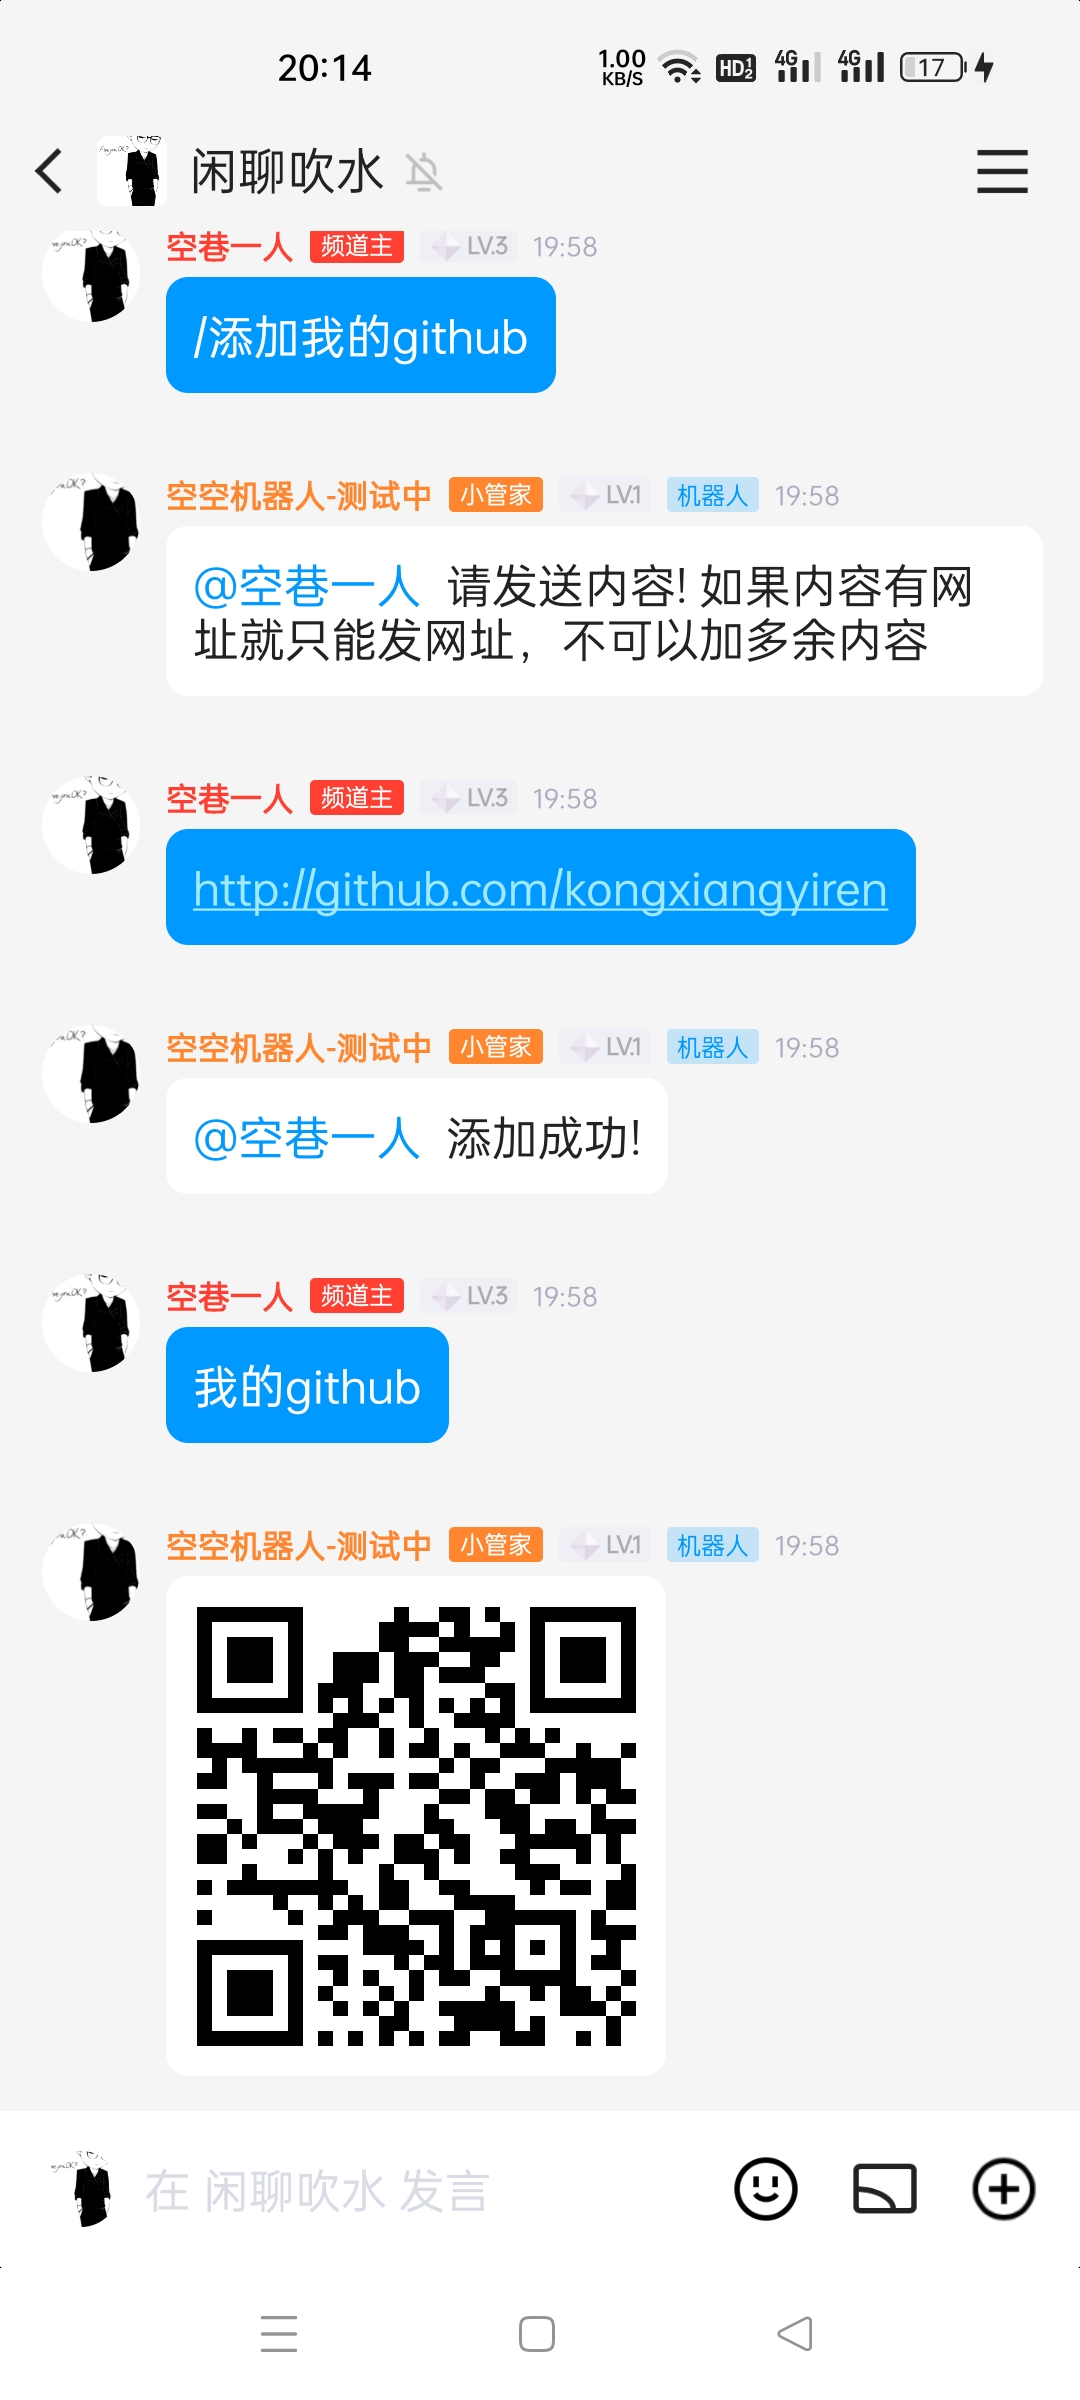 20:14 1.00 KB/S HD 1 2 4G 4G 17
闲聊吹水
空巷一人 频道主 LV.3 19:58
/添加我的github
空空机器人-测试中 小管家 LV.1 机器人 19:58
@空巷一人 请发送内容! 如果内容有网
址就只能发网址，不可以加多余内容
空巷一人 频道主 LV.3 19:58
http://github.com/kongxiangyiren
空空机器人-测试中 小管家 LV.1 机器人 19:58
@空巷一人 添加成功!
空巷一人 频道主 LV.3 19:58
我的github
空空机器人-测试中 小管家 LV.1 机器人 19:58
在 闲聊吹水 发言